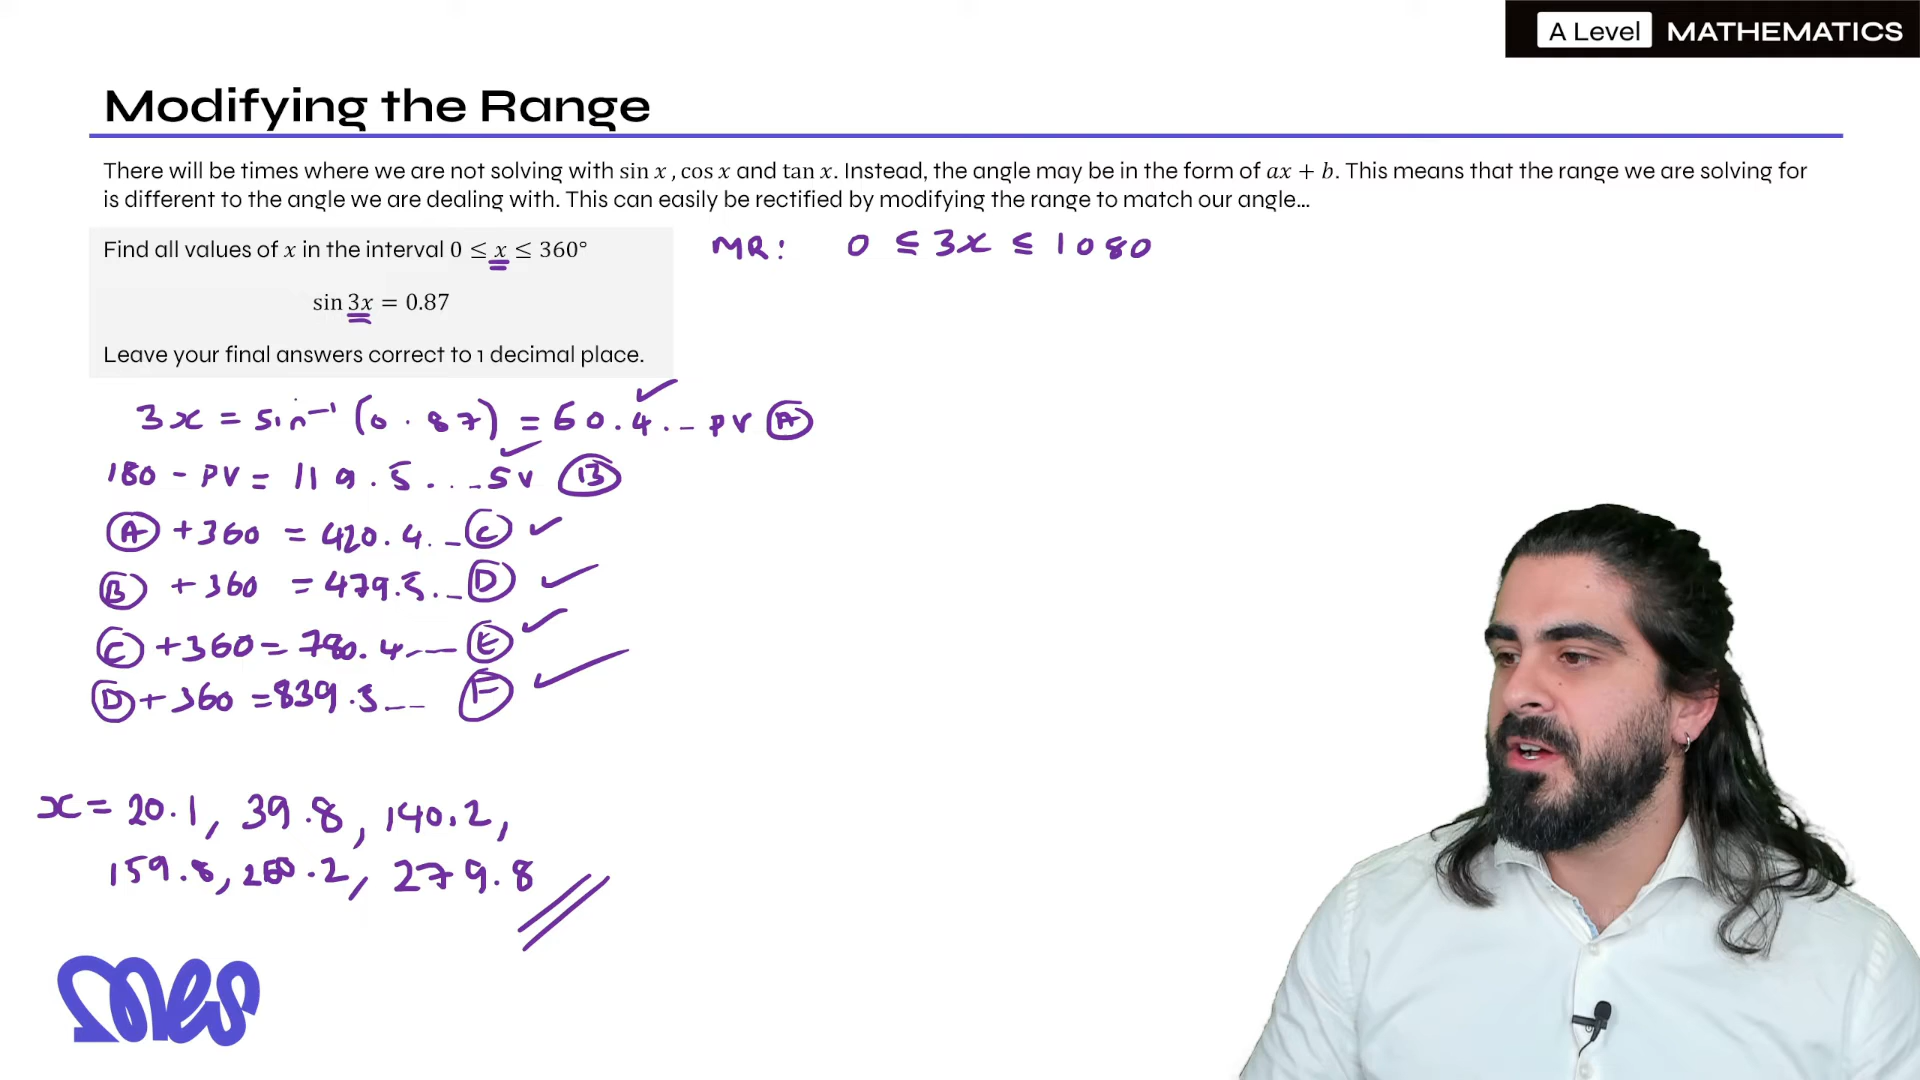 A Level MATHEMATICS
Modifying the Range
There will be times where we are not solving with sin x , cos x and tan x. Instead, the angle may be in the form of ax + b. This means that the range we are solving for
is different to the angle we are dealing with. This can easily be rectified by modifying the range to match our angle...
Find all values of x in the interval 0 ≤ x ≤ 360°
MR: 0 ≤ 3x ≤ 1080
sin 3x = 0.87
Leave your final answers correct to 1 decimal place.
3x = sin⁻¹ (0.87) = 60.4... PV A
180 - PV = 119.5... SV B
A + 360 = 420.4... C
B + 360 = 479.5... D
C + 360 = 780.4... E
D + 360 = 839.5... F
x = 20.1, 39.8, 140.2,
159.8, 260.2, 279.8
mes